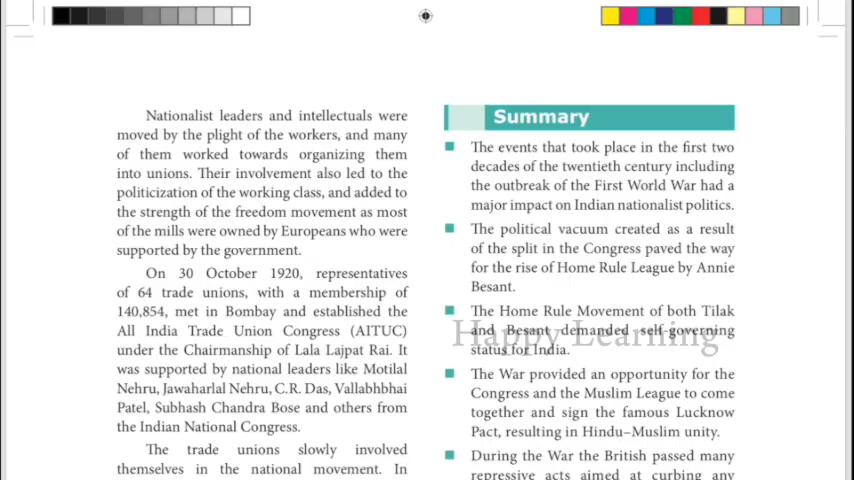 Nationalist leaders and intellectuals were
moved by the plight of the workers, and many
of them worked towards organizing them
into unions. Their involvement also led to the
politicization of the working class, and added to
the strength of the freedom movement as most
of the mills were owned by Europeans who were
supported by the government.
On 30 October 1920, representatives
of 64 trade unions, with a membership of
140,854, met in Bombay and established the
All India Trade Union Congress (AITUC)
under the Chairmanship of Lala Lajpat Rai. It
was supported by national leaders like Motilal
Nehru, Jawaharlal Nehru, C.R. Das, Vallabhbhai
Patel, Subhash Chandra Bose and others from
the Indian National Congress.
The trade unions slowly involved
themselves in the national movement. In
Summary
The events that took place in the first two
decades of the twentieth century including
the outbreak of the First World War had a
major impact on Indian nationalist politics.
The political vacuum created as a result
of the split in the Congress paved the way
for the rise of Home Rule League by Annie
Besant.
The Home Rule Movement of both Tilak
and Besant demanded self-governing
status for India.
Happy Learning
The War provided an opportunity for the
Congress and the Muslim League to come
together and sign the famous Lucknow
Pact, resulting in Hindu–Muslim unity.
During the War the British passed many
repressive acts aimed at curbing any